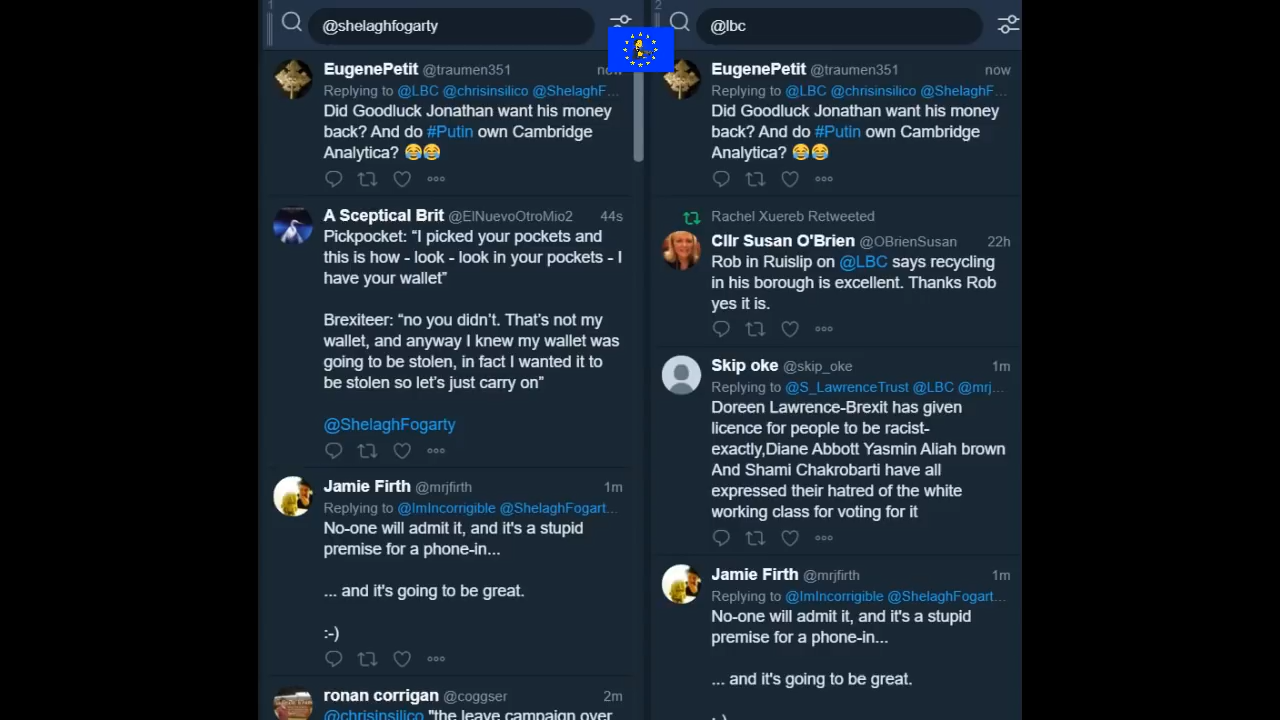 1
@shelaghfogarty
EugenePetit @traumen351 now
Replying to @LBC @chrisinsilico @ShelaghF...
Did Goodluck Jonathan want his money
back? And do #Putin own Cambridge
Analytica? 😂😂
A Sceptical Brit @ElNuevoOtroMio2 44s
Pickpocket: “I picked your pockets and
this is how - look - look in your pockets - I
have your wallet”
Brexiteer: “no you didn’t. That’s not my
wallet, and anyway I knew my wallet was
going to be stolen, in fact I wanted it to
be stolen so let’s just carry on”
@ShelaghFogarty
Jamie Firth @mrjfirth 1m
Replying to @ImIncorrigible @ShelaghFogart...
No-one will admit it, and it's a stupid
premise for a phone-in...
... and it's going to be great.
:-)
ronan corrigan @coggser 2m
@chrisinsilico "the leave campaign over
2
@lbc
EugenePetit @traumen351 now
Replying to @LBC @chrisinsilico @ShelaghF...
Did Goodluck Jonathan want his money
back? And do #Putin own Cambridge
Analytica? 😂😂
Rachel Xuereb Retweeted
Cllr Susan O'Brien @OBrienSusan 22h
Rob in Ruislip on @LBC says recycling
in his borough is excellent. Thanks Rob
yes it is.
Skip oke @skip_oke 1m
Replying to @S_LawrenceTrust @LBC @mrj...
Doreen Lawrence-Brexit has given
licence for people to be racist-
exactly,Diane Abbott Yasmin Aliah brown
And Shami Chakrobarti have all
expressed their hatred of the white
working class for voting for it
Jamie Firth @mrjfirth 1m
Replying to @ImIncorrigible @ShelaghFogart...
No-one will admit it, and it's a stupid
premise for a phone-in...
... and it's going to be great.